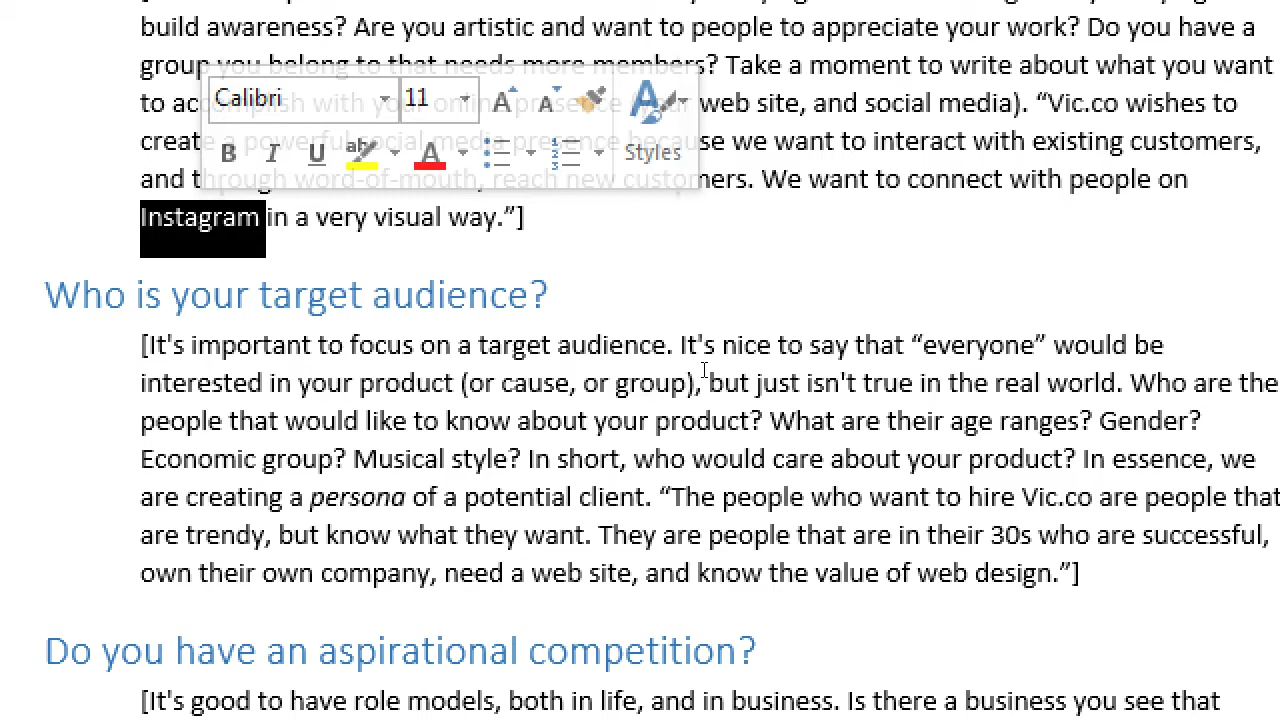 build awareness? Are you artistic and want to people to appreciate your work? Do you have a
group you belong to that needs more members? Take a moment to write about what you want
to accomplish with your online presence web site, and social media). “Vic.co wishes to
create a powerful social media presence because we want to interact with existing customers,
and through word-of-mouth, reach new customers. We want to connect with people on
Calibri 11
B I U ab A Styles
Instagram in a very visual way.”]
Who is your target audience?
[It's important to focus on a target audience. It's nice to say that “everyone” would be
interested in your product (or cause, or group), but just isn't true in the real world. Who are the
people that would like to know about your product? What are their age ranges? Gender?
Economic group? Musical style? In short, who would care about your product? In essence, we
are creating a persona of a potential client. “The people who want to hire Vic.co are people that
are trendy, but know what they want. They are people that are in their 30s who are successful,
own their own company, need a web site, and know the value of web design.”]
Do you have an aspirational competition?
[It's good to have role models, both in life, and in business. Is there a business you see that